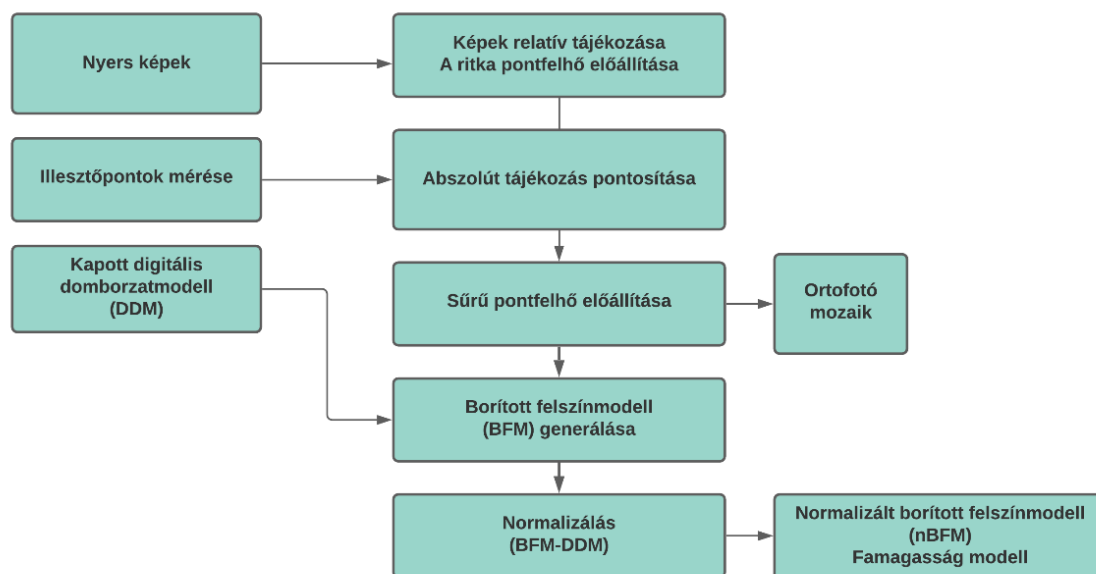 Nyers képek
Képek relatív tájékozása
A ritka pontfelhő előállítása
Illesztőpontok mérése
Abszolút tájékozás pontosítása
Kapott digitális
domborzatmodell
(DDM)
Sűrű pontfelhő előállítása
Ortofotó
mozaik
Borított felszínmodell
(BFM) generálása
Normalizálás
(BFM-DDM)
Normalizált borított felszínmodell
(nBFM)
Famagasság modell